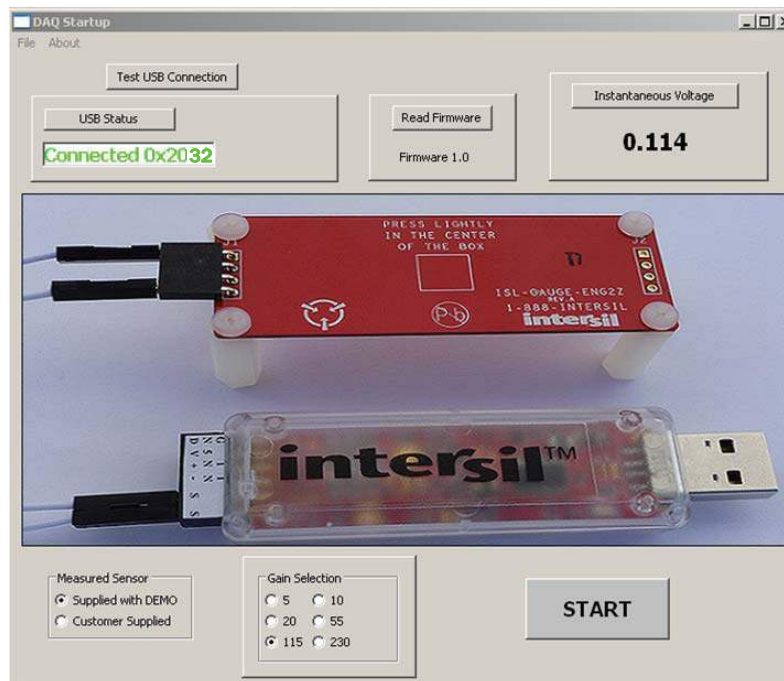 DAQ Startup
File About
Test USB Connection
USB Status
Connected 0x2032
Read Firmware
Firmware 1.0
Instantaneous Voltage
0.114
PRESS LIGHTLY
IN THE CENTER
OF THE BOX
J1
J2
ISL-GAUGE-ENG2Z
REV.A
1-888-INTERSIL
intersil
Pb
intersil™
G I I
N 5 N N
D V + - S S
Measured Sensor
Supplied with DEMO
Customer Supplied
Gain Selection
5 10
20 55
115 230
START